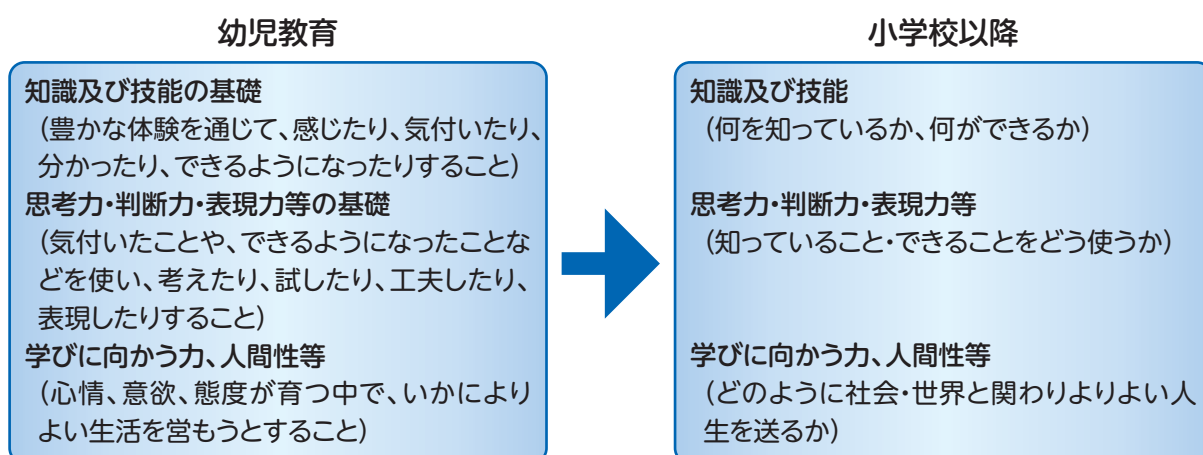 幼児教育
知識及び技能の基礎
(豊かな体験を通じて、感じたり、気付いたり、
分かったり、できるようになったりすること)
思考力・判断力・表現力等の基礎
(気付いたことや、できるようになったことな
どを使い、考えたり、試したり、工夫したり、
表現したりすること)
学びに向かう力、人間性等
(心情、意欲、態度が育つ中で、いかにより
よい生活を営もうとすること)
小学校以降
知識及び技能
(何を知っているか、何ができるか)
思考力・判断力・表現力等
(知っていること・できることをどう使うか)
学びに向かう力、人間性等
(どのように社会・世界と関わりよりよい人
生を送るか)